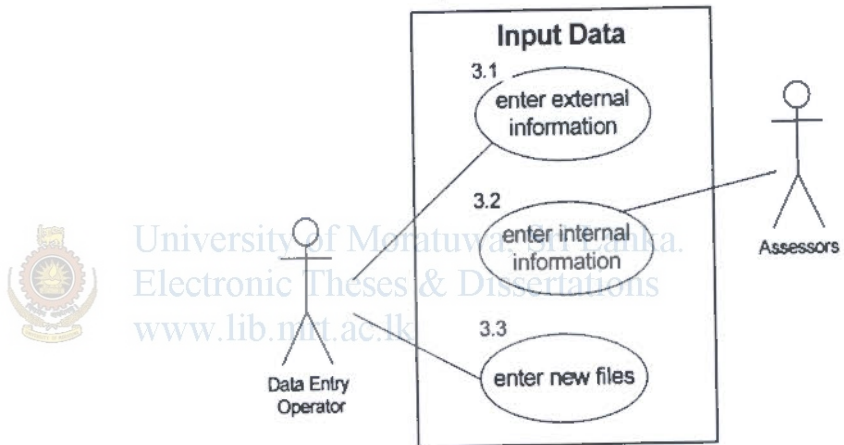 Input Data
3.1
enter external
information
3.2
enter internal
information
Assessors
University of Moratuwa, Sri Lanka.
Electronic Theses & Dissertations
www.lib.mrt.ac.lk
3.3
enter new files
Data Entry
Operator